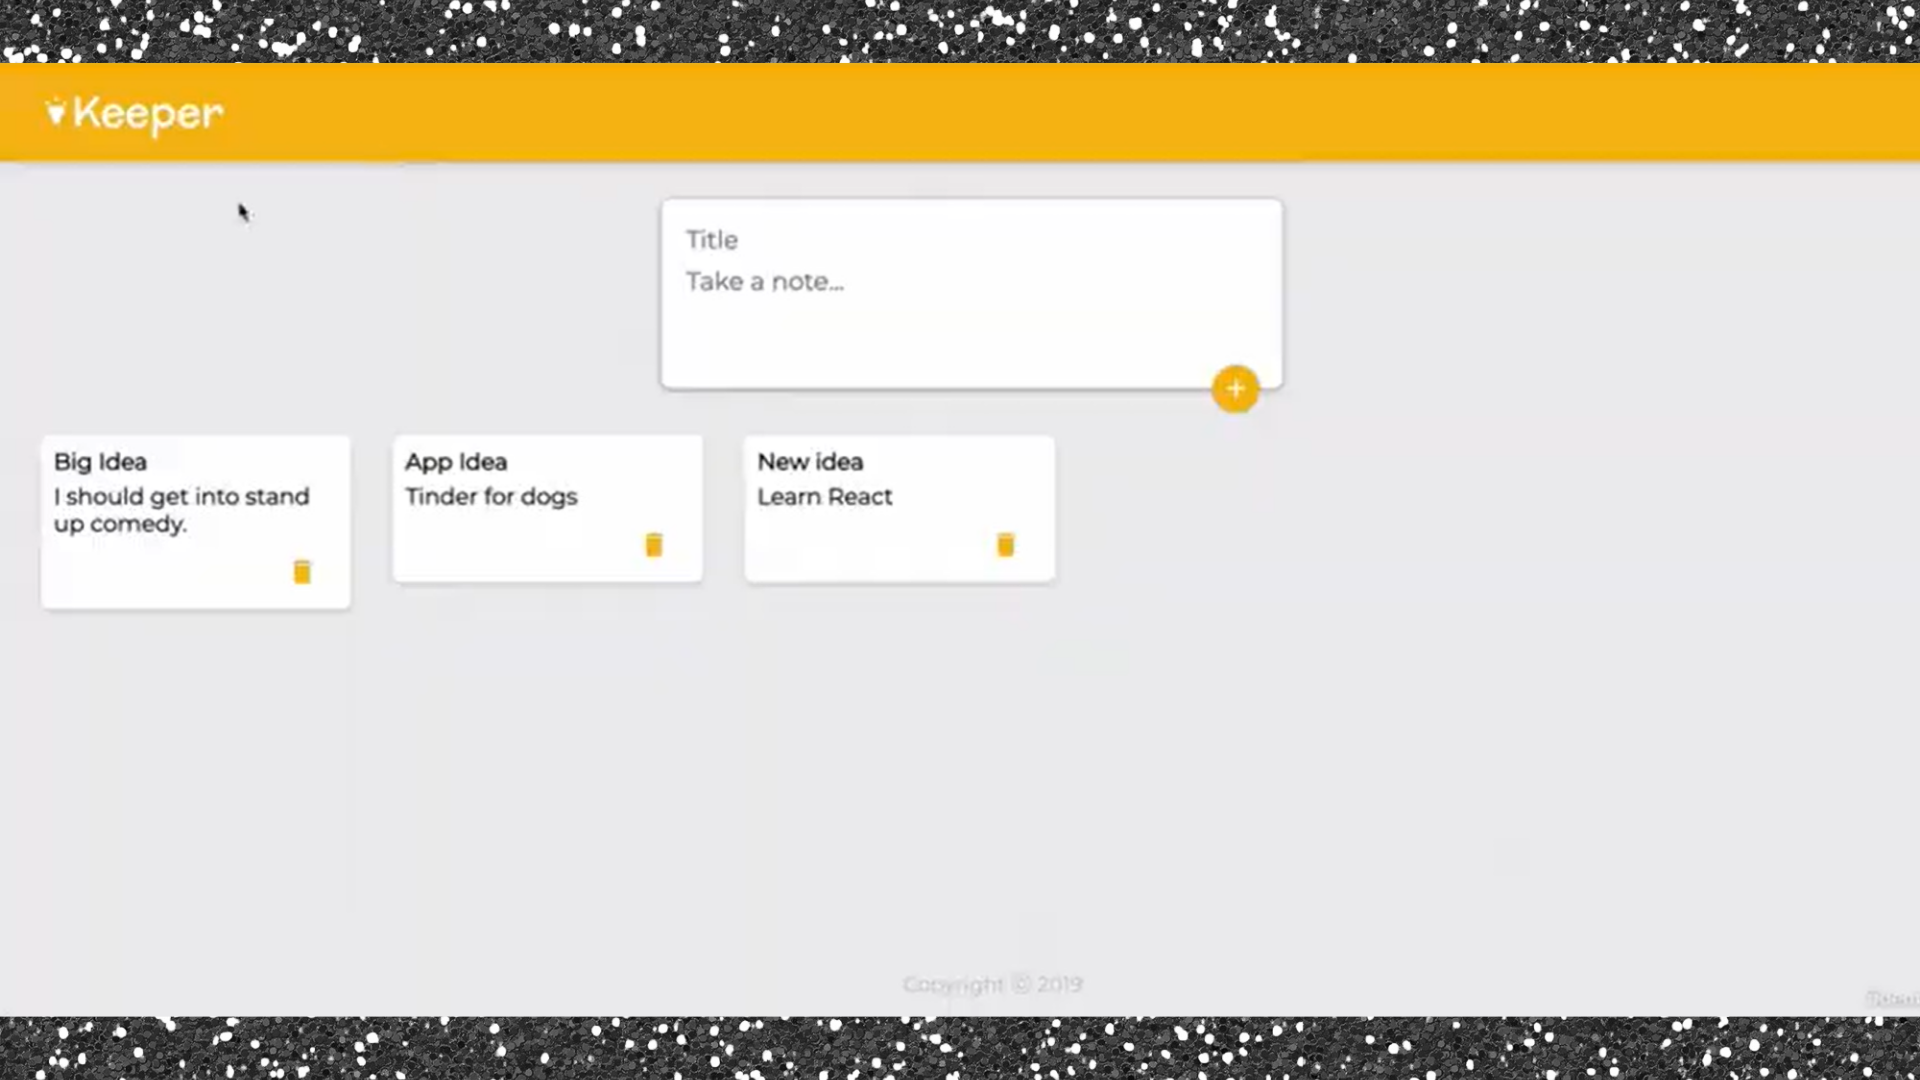 Keeper
Title
Take a note...
Big Idea
I should get into stand
up comedy.
App Idea
Tinder for dogs
New idea
Learn React
Copyright © 2019